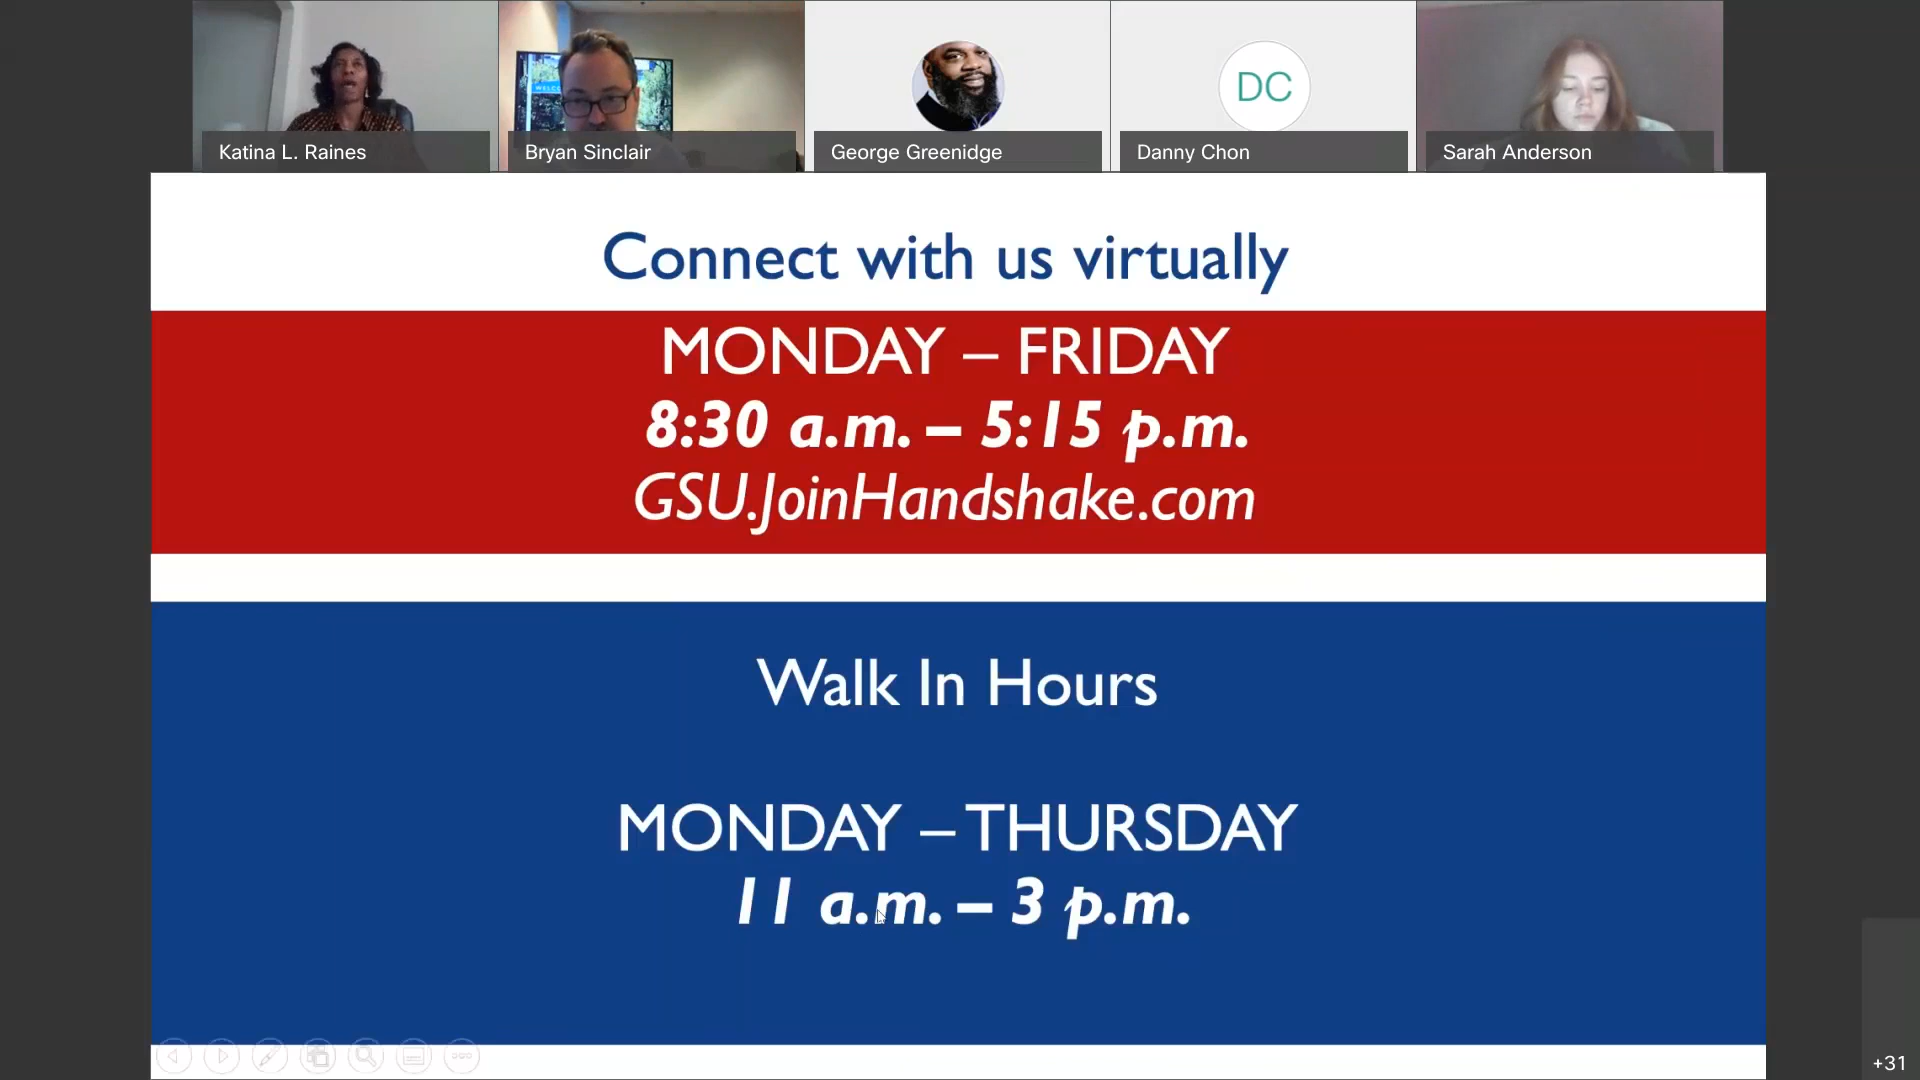 WELCO
Katina L. Raines
Bryan Sinclair
George Greenidge
DC
Danny Chon
Sarah Anderson
Connect with us virtually
MONDAY – FRIDAY
8:30 a.m. – 5:15 p.m.
GSU.JoinHandshake.com
Walk In Hours
MONDAY – THURSDAY
11 a.m. – 3 p.m.
+31